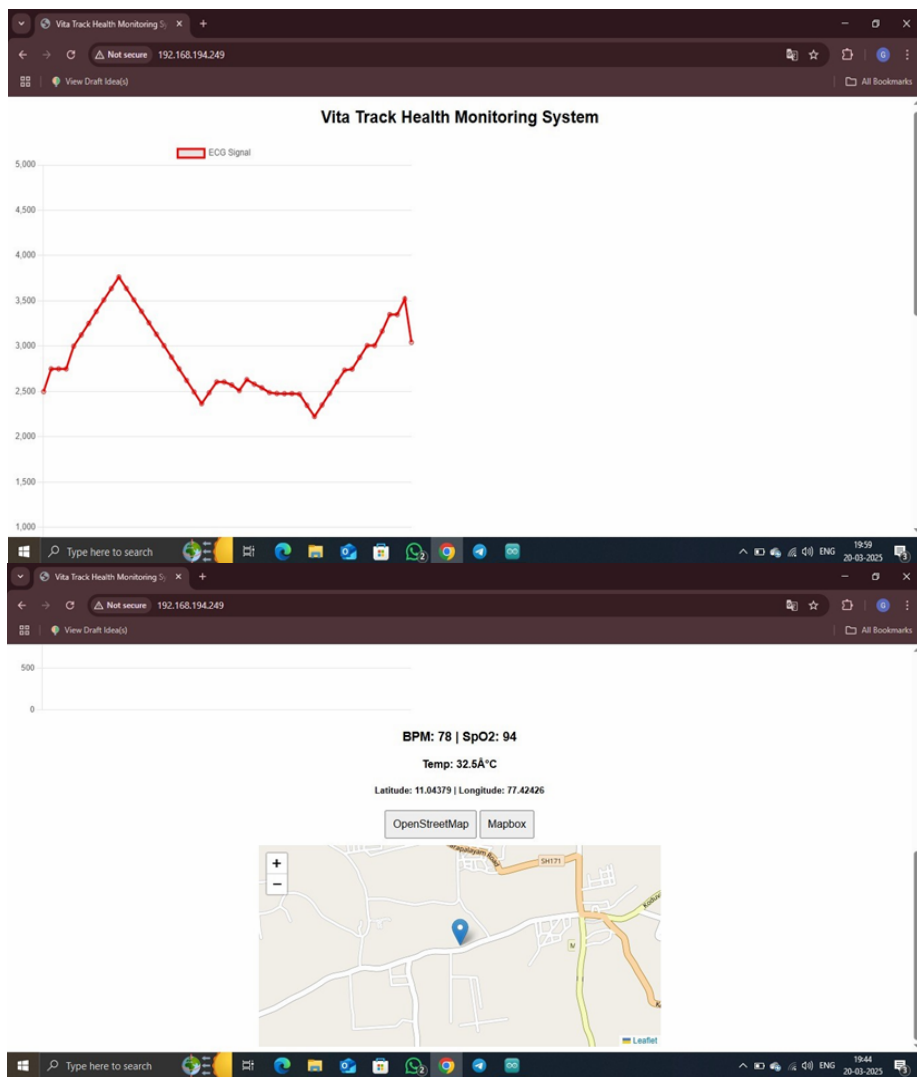 Vita Track Health Monitoring Sy
Not secure 192.168.194.249
G
View Draft Idea(s)
All Bookmarks
Vita Track Health Monitoring System
ECG Signal
5,000
4,500
4,000
3,500
3,000
2,500
2,000
1,500
1,000
Type here to search
2
ENG
19:59
20-03-2025
3
Vita Track Health Monitoring Sy
Not secure 192.168.194.249
G
View Draft Idea(s)
All Bookmarks
500
0
BPM: 78 | SpO2: 94
Temp: 32.5Â°C
Latitude: 11.04379 | Longitude: 77.42426
OpenStreetMap Mapbox
+
−
SH171
M
Leaflet
Type here to search
2
ENG
19:44
20-03-2025
3